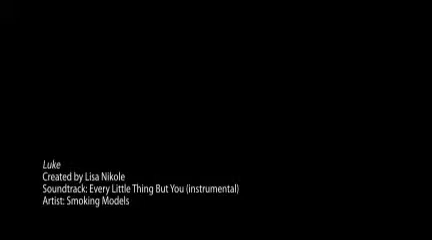 Luke
Created by Lisa Nikole
Soundtrack: Every Little Thing But You (instrumental)
Artist: Smoking Models